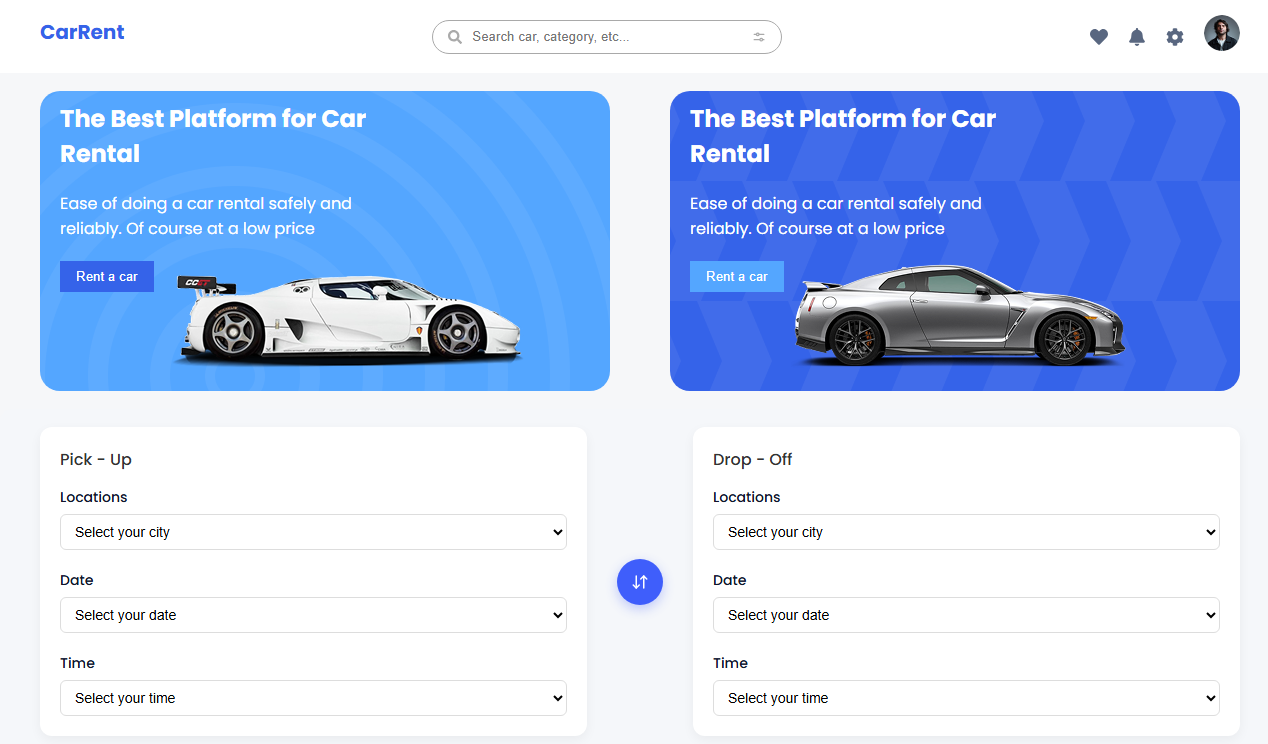 CarRent
Search car, category, etc...
The Best Platform for Car
Rental
Ease of doing a car rental safely and
reliably. Of course at a low price
Rent a car
CCGT
The Best Platform for Car
Rental
Ease of doing a car rental safely and
reliably. Of course at a low price
Rent a car
Pick - Up
Locations
Select your city
Date
Select your date
Time
Select your time
Drop - Off
Locations
Select your city
Date
Select your date
Time
Select your time